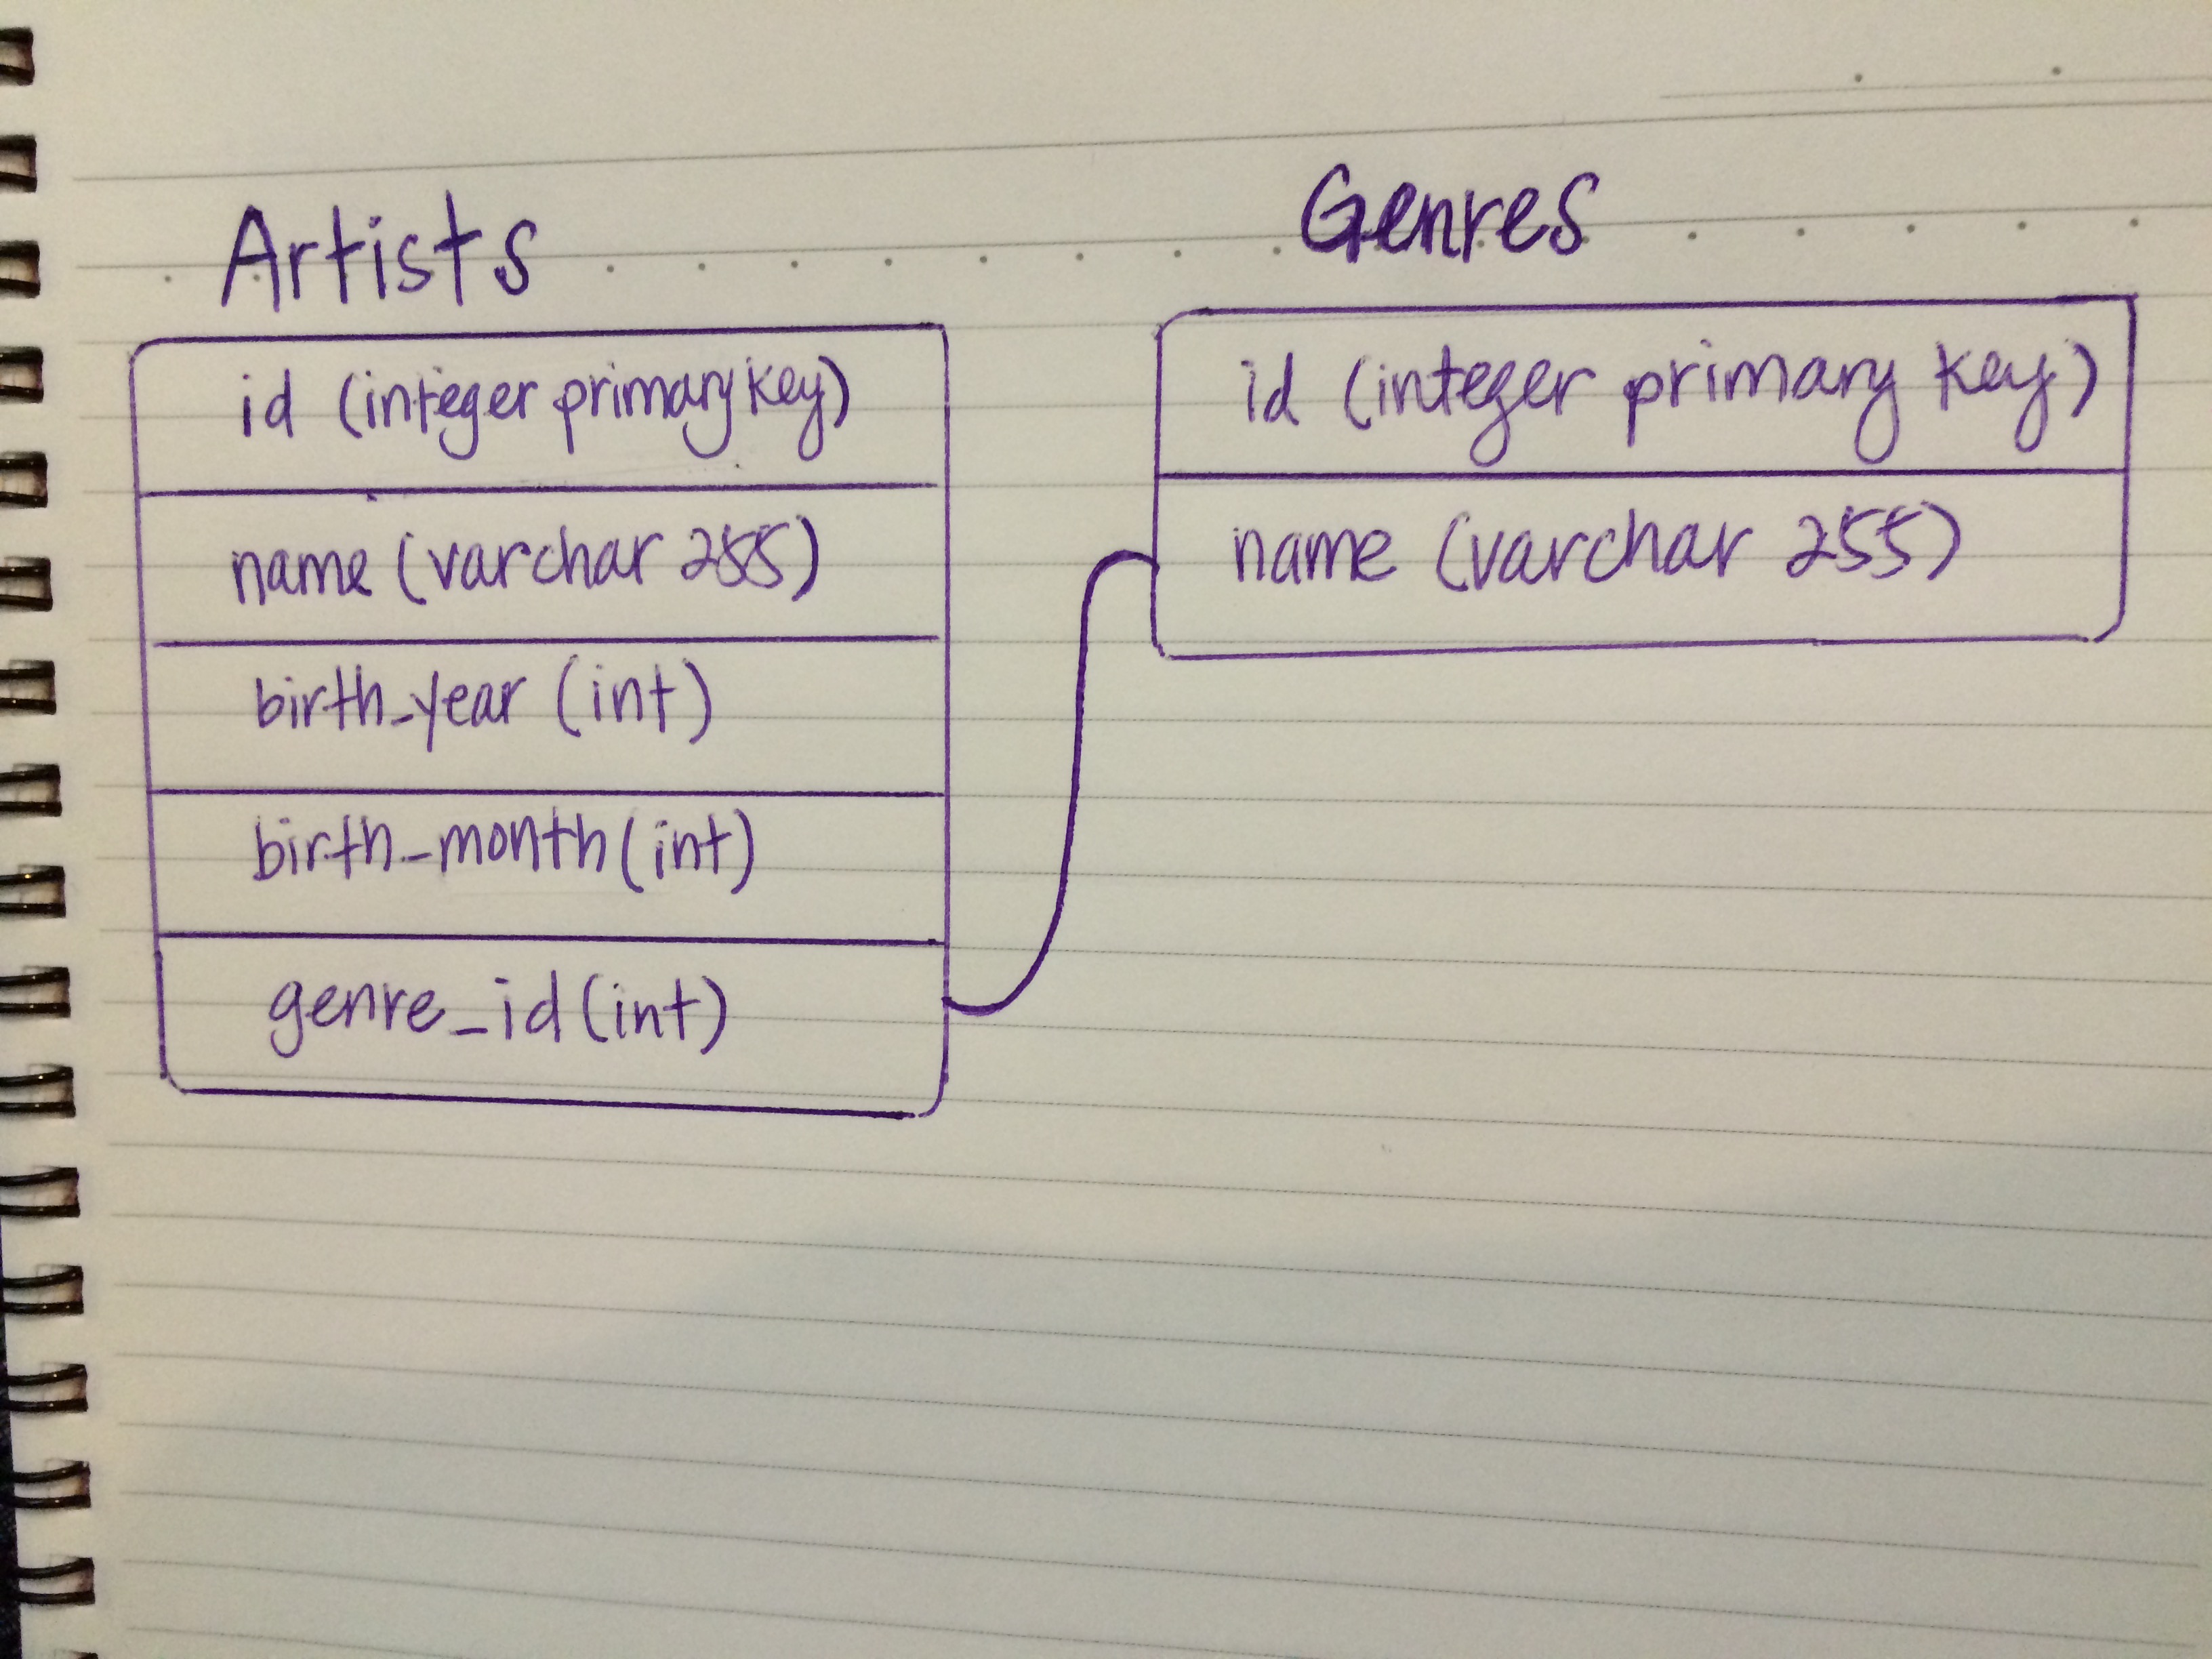 Artists
id (integer primary key)
name (varchar 255)
birth_year (int)
birth_month (int)
genre_id (int)
Genres
id (integer primary key)
name (varchar 255)